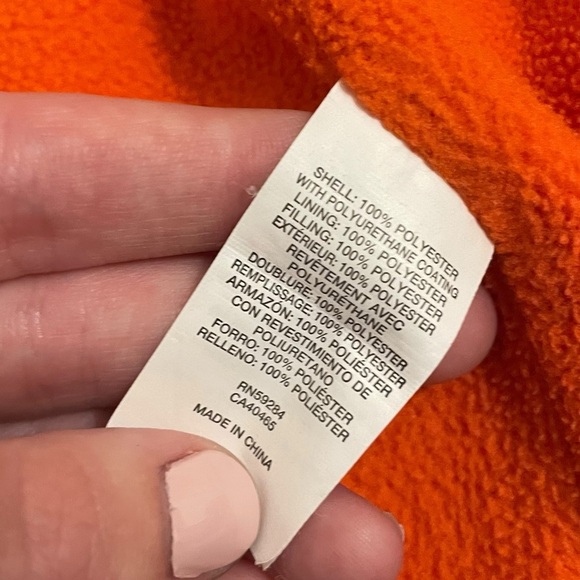 SHELL: 100% POLYESTER
WITH POLYURETHANE COATING
LINING: 100% POLYESTER
FILLING: 100% POLYESTER
EXTÉRIEUR: 100% POLYESTER
REVÊTEMENT AVEC
POLYURÉTHANE
DOUBLURE: 100% POLYESTER
REMPLISSAGE: 100% POLYESTER
ARMAZÓN: 100% POLIÉSTER
CON REVESTIMIENTO DE
POLIURETANO
FORRO: 100% POLIÉSTER
RELLENO: 100% POLIÉSTER
RN59284
CA40465
MADE IN CHINA